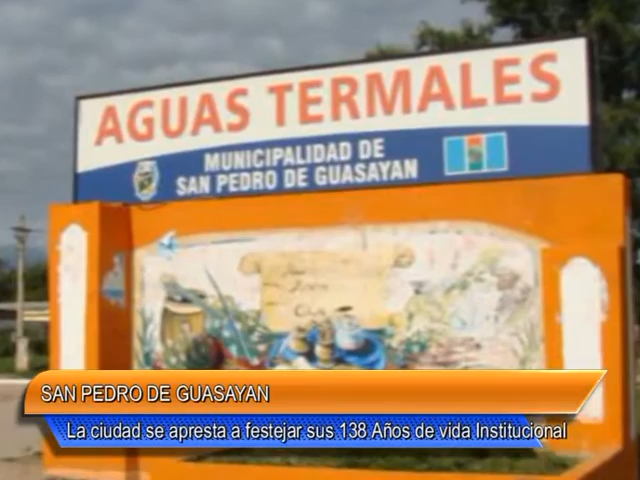 AGUAS TERMALES
MUNICIPALIDAD DE
SAN PEDRO DE GUASAYAN
SAN PEDRO DE GUASAYAN
La ciudad se apresta a festejar sus 138 Años de vida Institucional